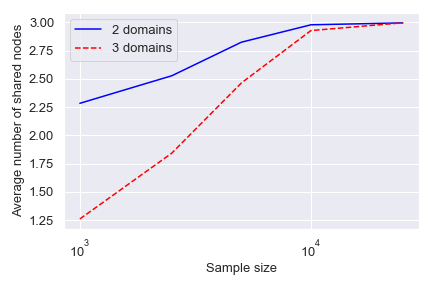 3.00
2.75
2.50
2.25
2.00
1.75
1.50
1.25
Average number of shared nodes
2 domains
3 domains
10³
10⁴
Sample size